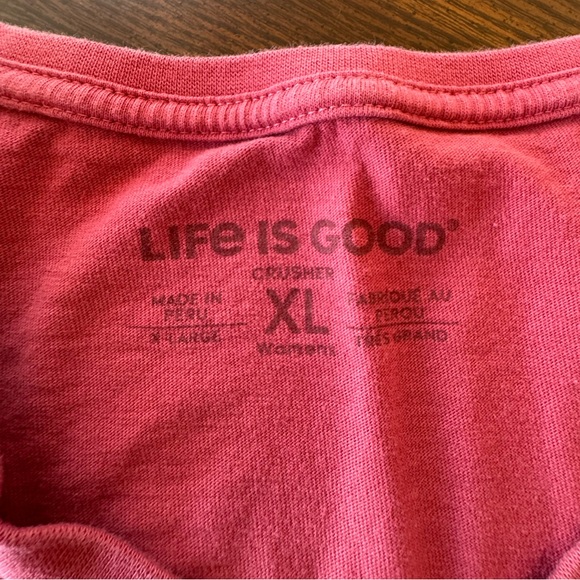 LIFe IS GOOD®
CRUSHER
MADE IN
PERU
X-LARGE
XL
Womens
FABRIQUÉ AU
PEROU
TRÈS GRAND